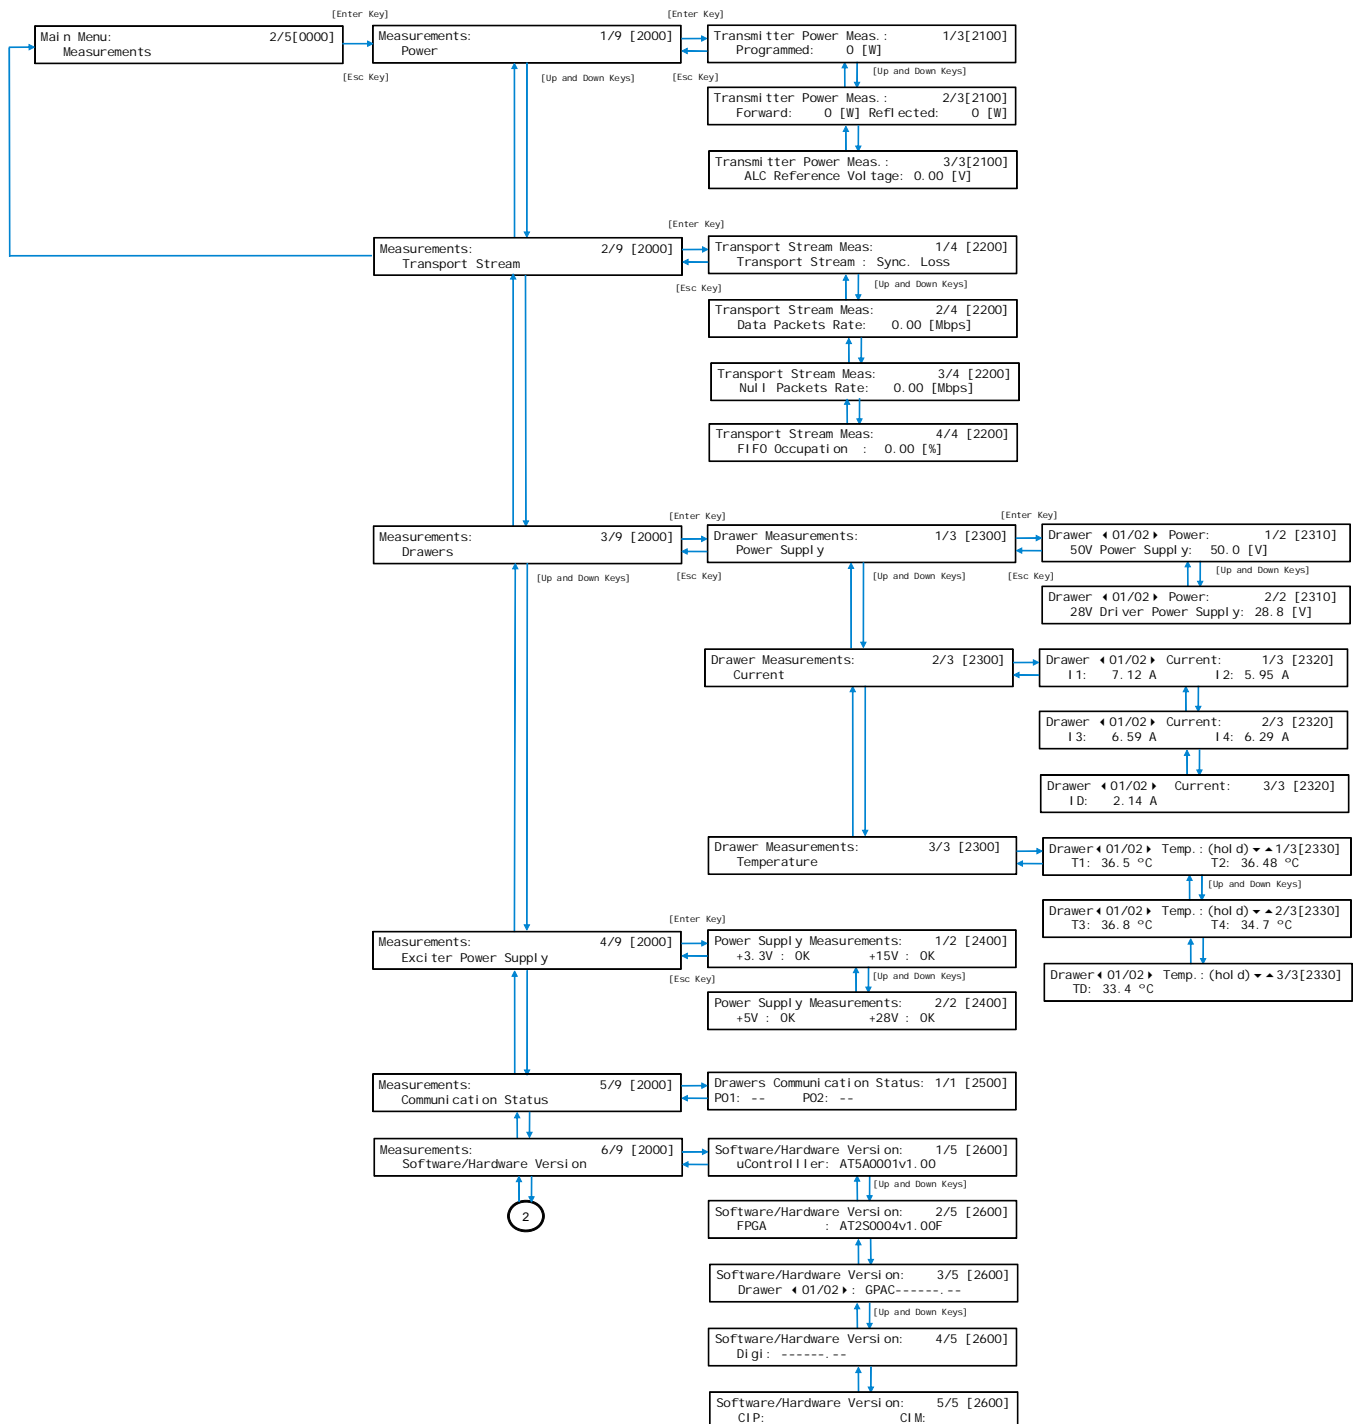 [Enter Key]
[Enter Key]
Main Menu: 2/5[0000]
Measurements
Measurements: 1/9 [2000]
Power
Transmitter Power Meas.: 1/3[2100]
Programmed: 0 [W]
[Esc Key]
[Up and Down Keys]
[Esc Key]
[Up and Down Keys]
Transmitter Power Meas.: 2/3[2100]
Forward: 0 [W] Reflected: 0 [W]
Transmitter Power Meas.: 3/3[2100]
ALC Reference Voltage: 0.00 [V]
[Enter Key]
Measurements: 2/9 [2000]
Transport Stream
Transport Stream Meas: 1/4 [2200]
Transport Stream : Sync. Loss
[Esc Key]
[Up and Down Keys]
Transport Stream Meas: 2/4 [2200]
Data Packets Rate: 0.00 [Mbps]
Transport Stream Meas: 3/4 [2200]
Null Packets Rate: 0.00 [Mbps]
Transport Stream Meas: 4/4 [2200]
FIFO Occupation : 0.00 [%]
[Enter Key]
[Enter Key]
Measurements: 3/9 [2000]
Drawers
Drawer Measurements: 1/3 [2300]
Power Supply
Drawer ◂ 01/02 ▸ Power: 1/2 [2310]
50V Power Supply: 50.0 [V]
[Up and Down Keys]
[Esc Key]
[Up and Down Keys]
[Esc Key]
[Up and Down Keys]
Drawer ◂ 01/02 ▸ Power: 2/2 [2310]
28V Driver Power Supply: 28.8 [V]
Drawer Measurements: 2/3 [2300]
Current
Drawer ◂ 01/02 ▸ Current: 1/3 [2320]
I1: 7.12 A I2: 5.95 A
Drawer ◂ 01/02 ▸ Current: 2/3 [2320]
I3: 6.59 A I4: 6.29 A
Drawer ◂ 01/02 ▸ Current: 3/3 [2320]
ID: 2.14 A
Drawer Measurements: 3/3 [2300]
Temperature
Drawer ◂ 01/02 ▸ Temp.:(hold) ▾ ▴ 1/3[2330]
T1: 36.5 ºC T2: 36.48 ºC
[Up and Down Keys]
Drawer ◂ 01/02 ▸ Temp.:(hold) ▾ ▴ 2/3[2330]
T3: 36.8 ºC T4: 34.7 ºC
Drawer ◂ 01/02 ▸ Temp.:(hold) ▾ ▴ 3/3[2330]
TD: 33.4 ºC
[Enter Key]
Measurements: 4/9 [2000]
Exciter Power Supply
Power Supply Measurements: 1/2 [2400]
+3.3V : OK +15V : OK
[Esc Key]
[Up and Down Keys]
Power Supply Measurements: 2/2 [2400]
+5V : OK +28V : OK
Measurements: 5/9 [2000]
Communication Status
Drawers Communication Status: 1/1 [2500]
P01: -- P02: --
Measurements: 6/9 [2000]
Software/Hardware Version
Software/Hardware Version: 1/5 [2600]
uControlller: AT5A0001v1.00
[Up and Down Keys]
2
Software/Hardware Version: 2/5 [2600]
FPGA : AT2S0004v1.00F
Software/Hardware Version: 3/5 [2600]
Drawer ◂ 01/02 ▸: GPAC------.--
[Up and Down Keys]
Software/Hardware Version: 4/5 [2600]
Digi: ------.--
Software/Hardware Version: 5/5 [2600]
CIP: CIM: